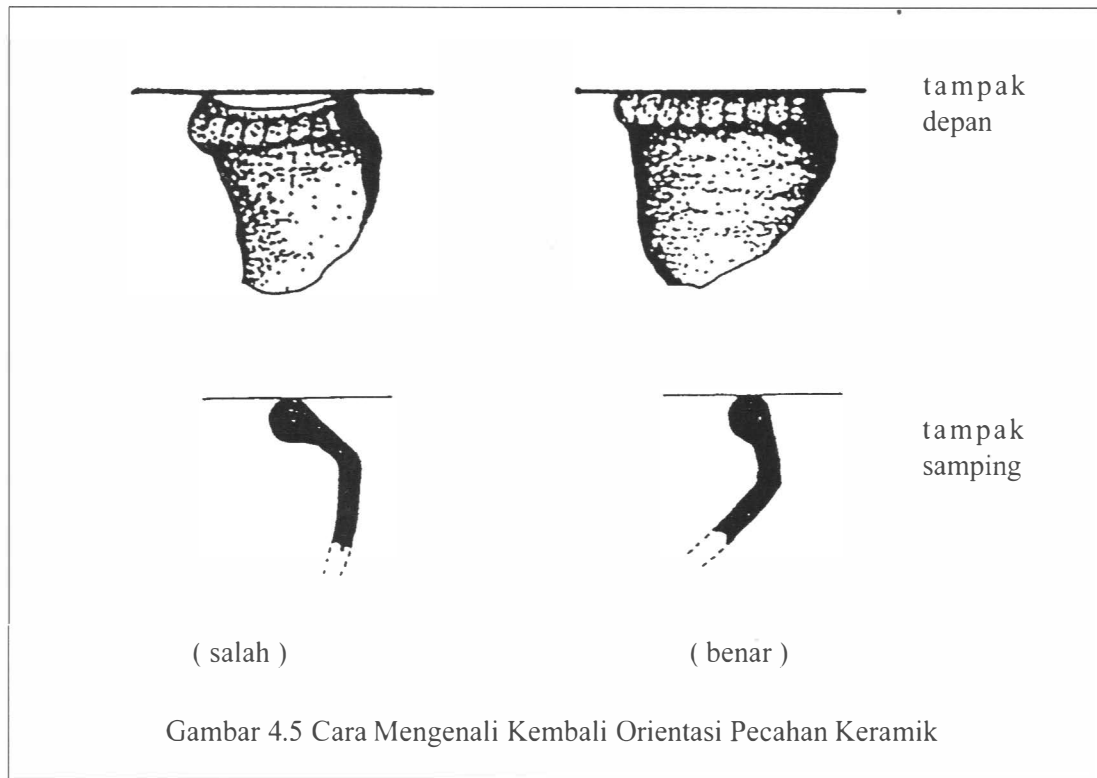 tampak
depan
tampak
samping
( salah )
( benar )
Gambar 4.5 Cara Mengenali Kembali Orientasi Pecahan Keramik